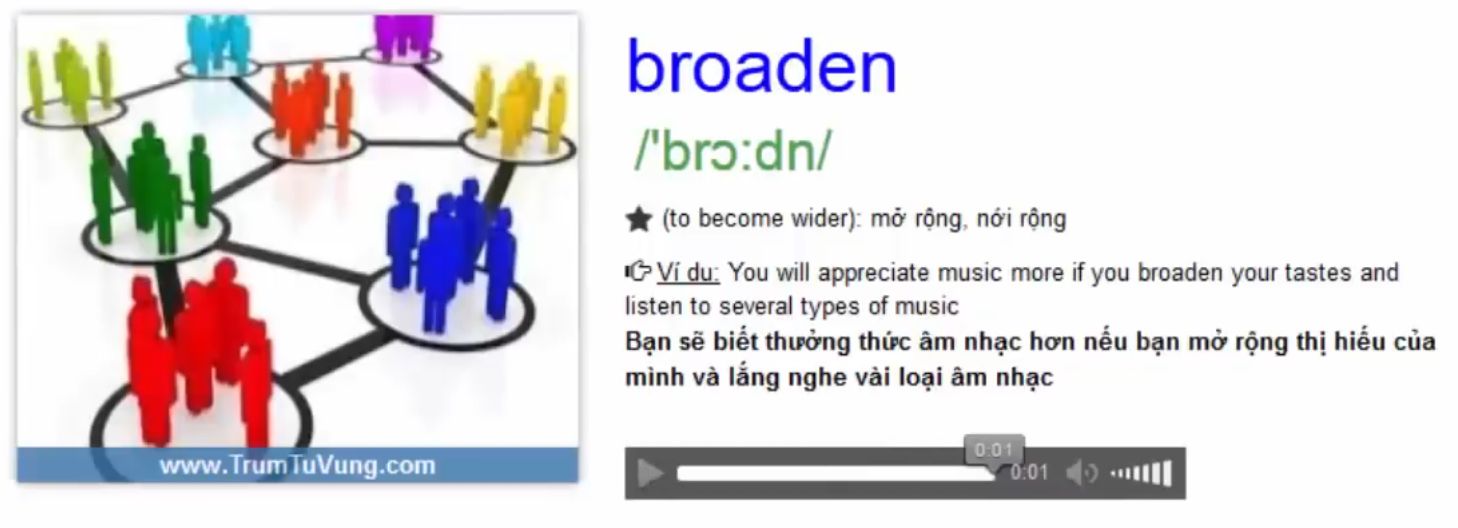 broaden
/'brɔ:dn/
★ (to become wider): mở rộng, nới rộng
Ví du: You will appreciate music more if you broaden your tastes and
listen to several types of music
Bạn sẽ biết thưởng thức âm nhạc hơn nếu bạn mở rộng thị hiếu của
mình và lắng nghe vài loại âm nhạc
www.TrumTuVung.com
0:01
0:01